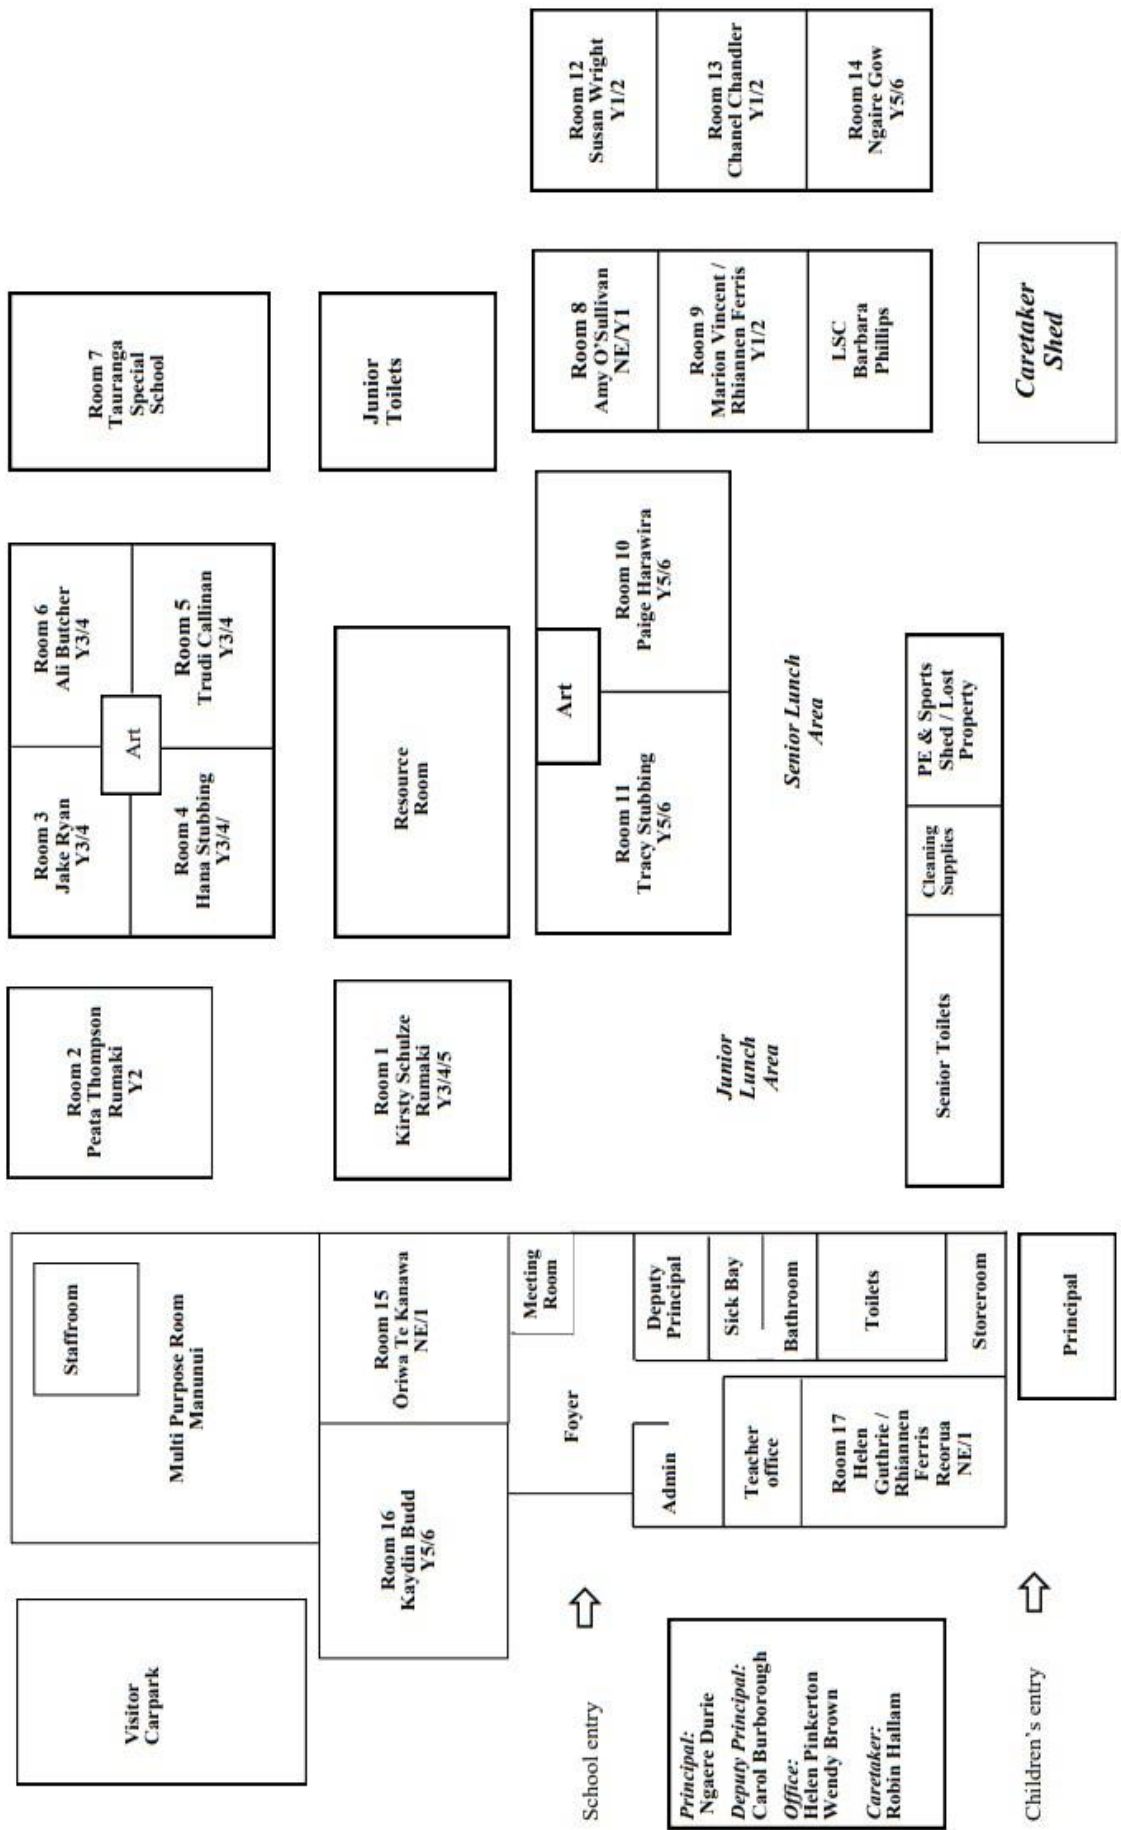 Visitor
Carpark
Staffroom
Multi Purpose Room
Manunui
Room 2
Peata Thompson
Rumaki
Y2
Room 3
Jake Ryan
Y3/4
Room 6
Ali Butcher
Y3/4
Art
Room 4
Hana Stubbing
Y3/4/
Room 5
Trudi Callinan
Y3/4
Room 7
Tauranga
Special
School
Room 16
Kaydin Budd
Y5/6
Room 15
Oriwa Te Kanawa
NE/1
Room 1
Kirsty Schulze
Rumaki
Y3/4/5
Resource
Room
Junior
Toilets
School entry
Foyer
Meeting
Room
Room 11
Tracy Stubbing
Y5/6
Art
Room 10
Paige Harawira
Y5/6
Room 8
Amy O'Sullivan
NE/Y1
Room 9
Marion Vincent /
Rhiannen Ferris
Y1/2
LSC
Barbara
Phillips
Room 12
Susan Wright
Y1/2
Room 13
Chanel Chandler
Y1/2
Room 14
Ngaire Gow
Y5/6
Principal:
Ngaere Durie
Deputy Principal:
Carol Burborough
Office:
Helen Pinkerton
Wendy Brown
Caretaker:
Robin Hallam
Admin
Teacher
office
Room 17
Helen
Guthrie /
Rhiannen
Ferris
Reorua
NE/1
Deputy
Principal
Sick Bay
Bathroom
Toilets
Storeroom
Junior
Lunch
Area
Senior Lunch
Area
Senior Toilets
Cleaning
Supplies
PE & Sports
Shed / Lost
Property
Caretaker
Shed
Children's entry
Principal